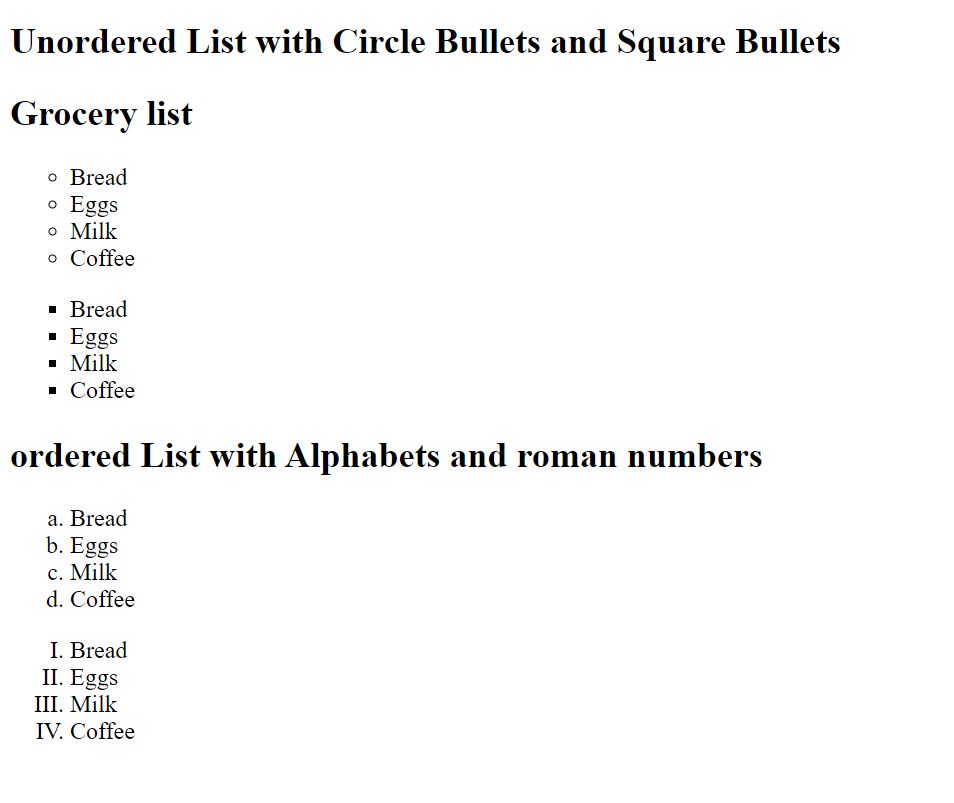 Unordered List with Circle Bullets and Square Bullets
Grocery list
◦ Bread
◦ Eggs
◦ Milk
◦ Coffee
▪ Bread
▪ Eggs
▪ Milk
▪ Coffee
ordered List with Alphabets and roman numbers
a. Bread
b. Eggs
c. Milk
d. Coffee
I. Bread
II. Eggs
III. Milk
IV. Coffee